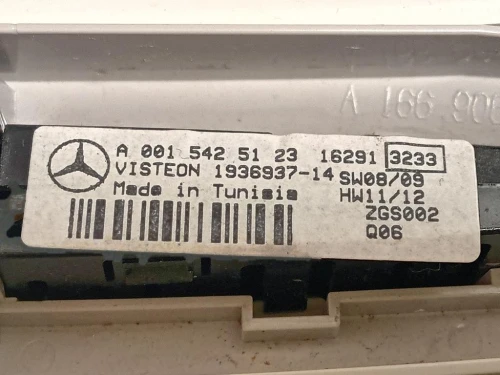 A 166 900
A 001 542 51 23 16291 3233
VISTEON 1936937-14 SW08/09
Made in Tunisia HW11/12
ZGS002
Q06